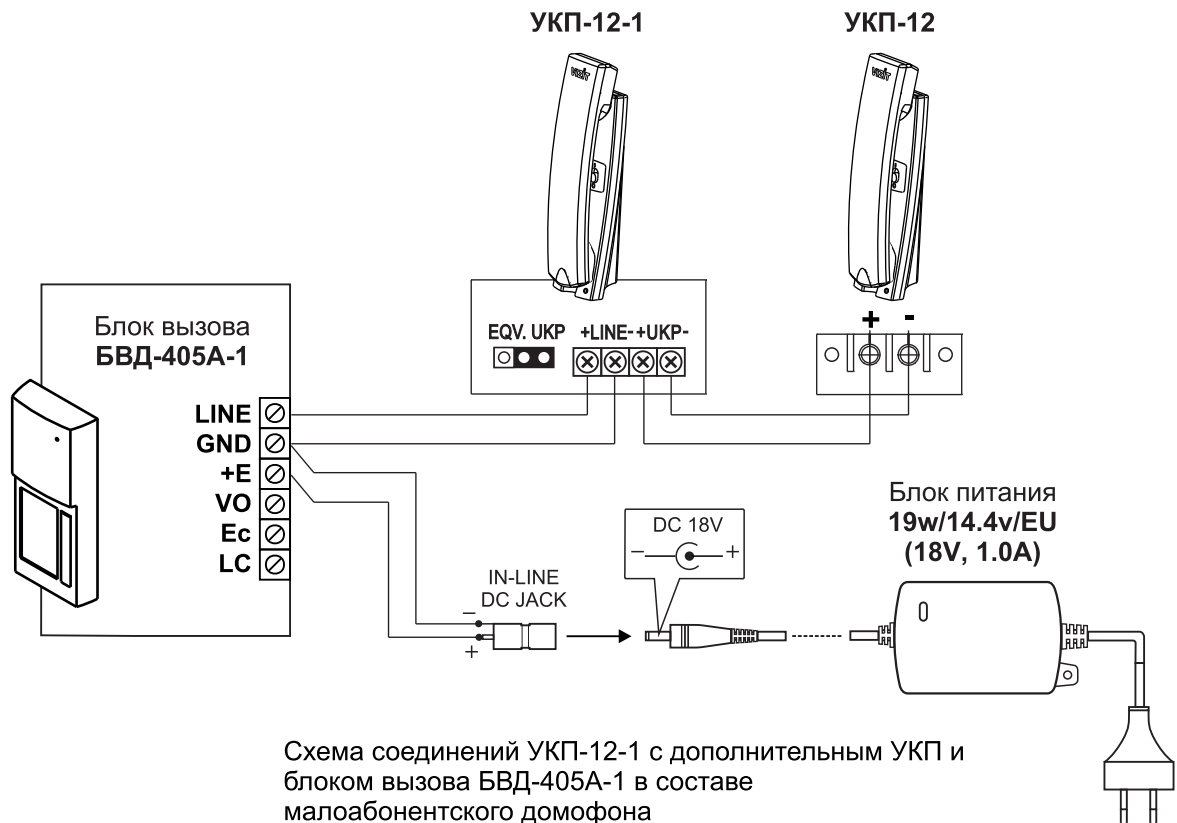 УКП-12-1
УКП-12
VIZIT
VIZIT
Блок вызова
БВД-405А-1
EQV. UKP +LINE- +UKP-
+ -
LINE
GND
+E
VO
Ec
LC
Блок питания
19w/14.4v/EU
(18V, 1.0A)
DC 18V
− +
IN-LINE
DC JACK
−
+
Схема соединений УКП-12-1 с дополнительным УКП и
блоком вызова БВД-405А-1 в составе
малоабонентского домофона